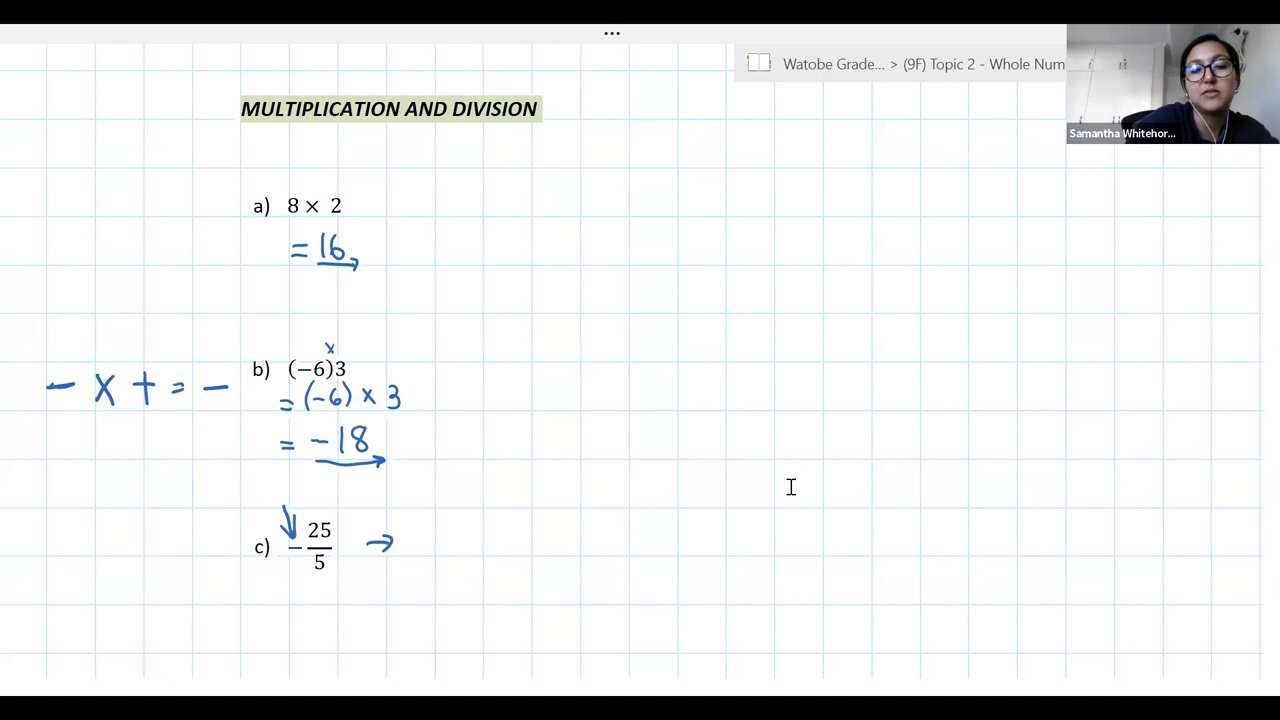 ...
Watobe Grade... > (9F) Topic 2 - Whole Num
Samantha Whitehor...
MULTIPLICATION AND DIVISION
a) 8 × 2
= 16
x
b) (−6)3
− x + = −
= (−6) x 3
= −18
c) −25/5 →